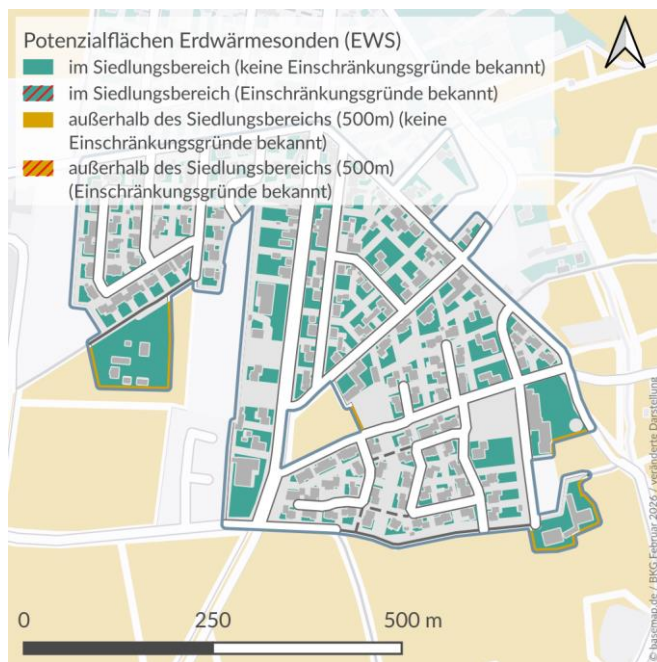 Potenzialflächen Erdwärmesonden (EWS)
im Siedlungsbereich (keine Einschränkungsgründe bekannt)
im Siedlungsbereich (Einschränkungsgründe bekannt)
außerhalb des Siedlungsbereichs (500m) (keine
Einschränkungsgründe bekannt)
außerhalb des Siedlungsbereichs (500m)
(Einschränkungsgründe bekannt)
0 250 500 m
© basemap.de / BKG Februar 2026 / veränderte Darstellung